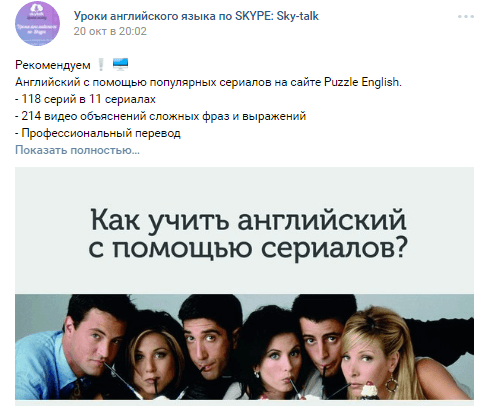 Уроки английского языка по SKYPE: Sky-talk
20 окт в 20:02
Рекомендуем❕ 🖥
Английский с помощью популярных сериалов на сайте Puzzle English.
- 118 серий в 11 сериалах
- 214 видео объяснений сложных фраз и выражений
- Профессиональный перевод
Показать полностью…
Как учить английский
с помощью сериалов?